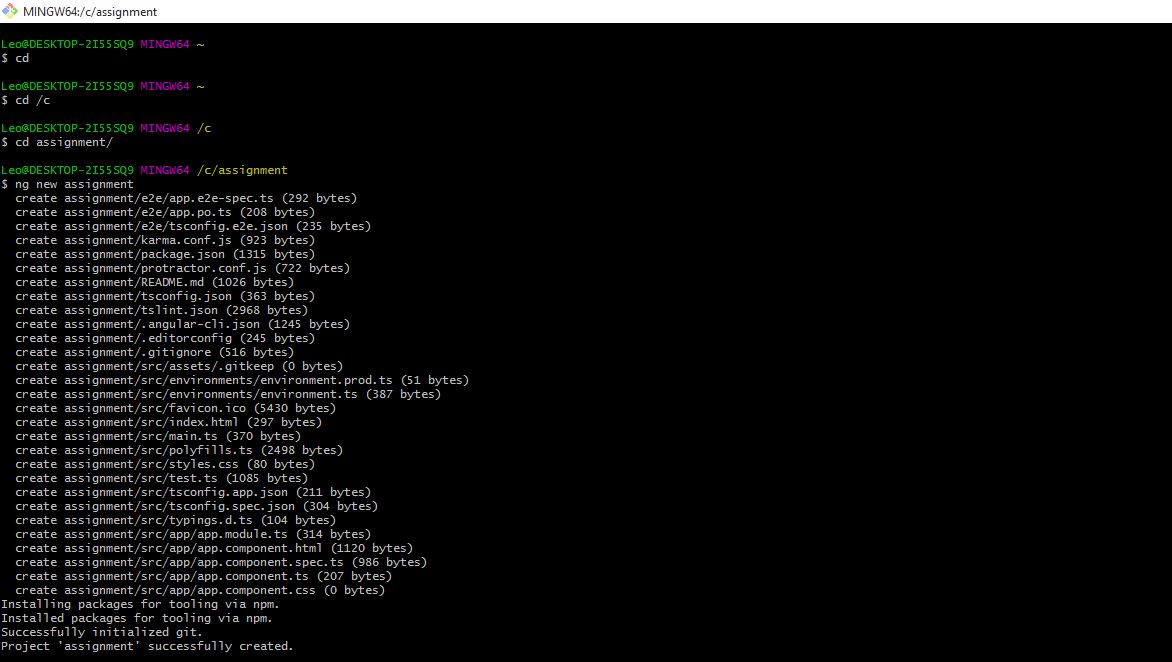 MINGW64:/c/assignment
Leo@DESKTOP-2I55SQ9 MINGW64 ~
$ cd
Leo@DESKTOP-2I55SQ9 MINGW64 ~
$ cd /c
Leo@DESKTOP-2I55SQ9 MINGW64 /c
$ cd assignment/
Leo@DESKTOP-2I55SQ9 MINGW64 /c/assignment
$ ng new assignment
  create assignment/e2e/app.e2e-spec.ts (292 bytes)
  create assignment/e2e/app.po.ts (208 bytes)
  create assignment/e2e/tsconfig.e2e.json (235 bytes)
  create assignment/karma.conf.js (923 bytes)
  create assignment/package.json (1315 bytes)
  create assignment/protractor.conf.js (722 bytes)
  create assignment/README.md (1026 bytes)
  create assignment/tsconfig.json (363 bytes)
  create assignment/tslint.json (2968 bytes)
  create assignment/.angular-cli.json (1245 bytes)
  create assignment/.editorconfig (245 bytes)
  create assignment/.gitignore (516 bytes)
  create assignment/src/assets/.gitkeep (0 bytes)
  create assignment/src/environments/environment.prod.ts (51 bytes)
  create assignment/src/environments/environment.ts (387 bytes)
  create assignment/src/favicon.ico (5430 bytes)
  create assignment/src/index.html (297 bytes)
  create assignment/src/main.ts (370 bytes)
  create assignment/src/polyfills.ts (2498 bytes)
  create assignment/src/styles.css (80 bytes)
  create assignment/src/test.ts (1085 bytes)
  create assignment/src/tsconfig.app.json (211 bytes)
  create assignment/src/tsconfig.spec.json (304 bytes)
  create assignment/src/typings.d.ts (104 bytes)
  create assignment/src/app/app.module.ts (314 bytes)
  create assignment/src/app/app.component.html (1120 bytes)
  create assignment/src/app/app.component.spec.ts (986 bytes)
  create assignment/src/app/app.component.ts (207 bytes)
  create assignment/src/app/app.component.css (0 bytes)
Installing packages for tooling via npm.
Installed packages for tooling via npm.
Successfully initialized git.
Project 'assignment' successfully created.